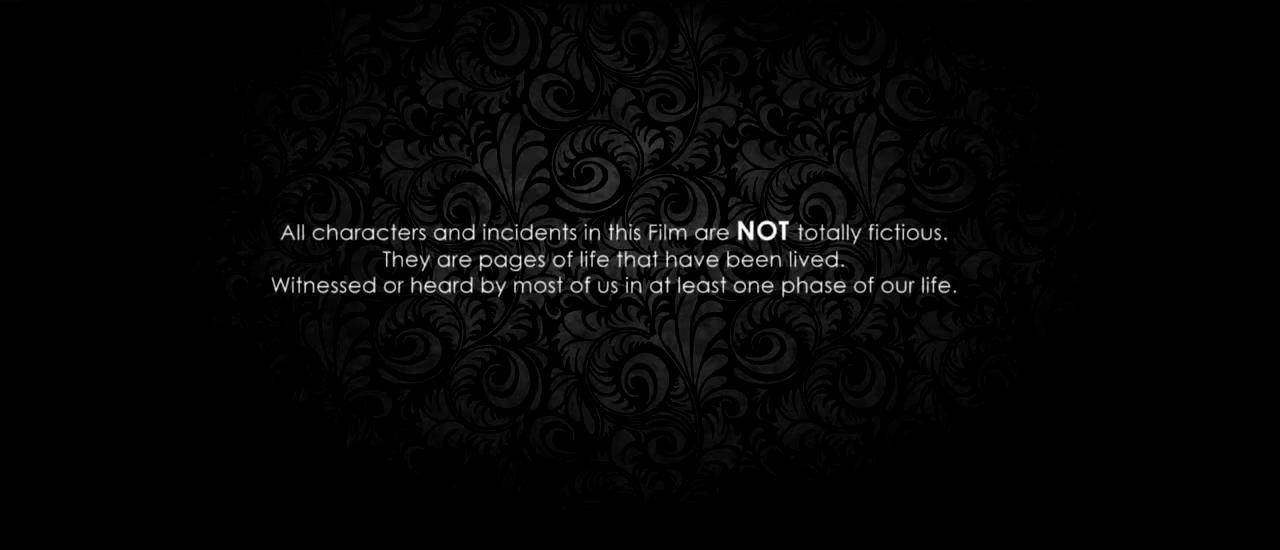 All characters and incidents in this Film are NOT totally fictious.
They are pages of life that have been lived.
Witnessed or heard by most of us in at least one phase of our life.